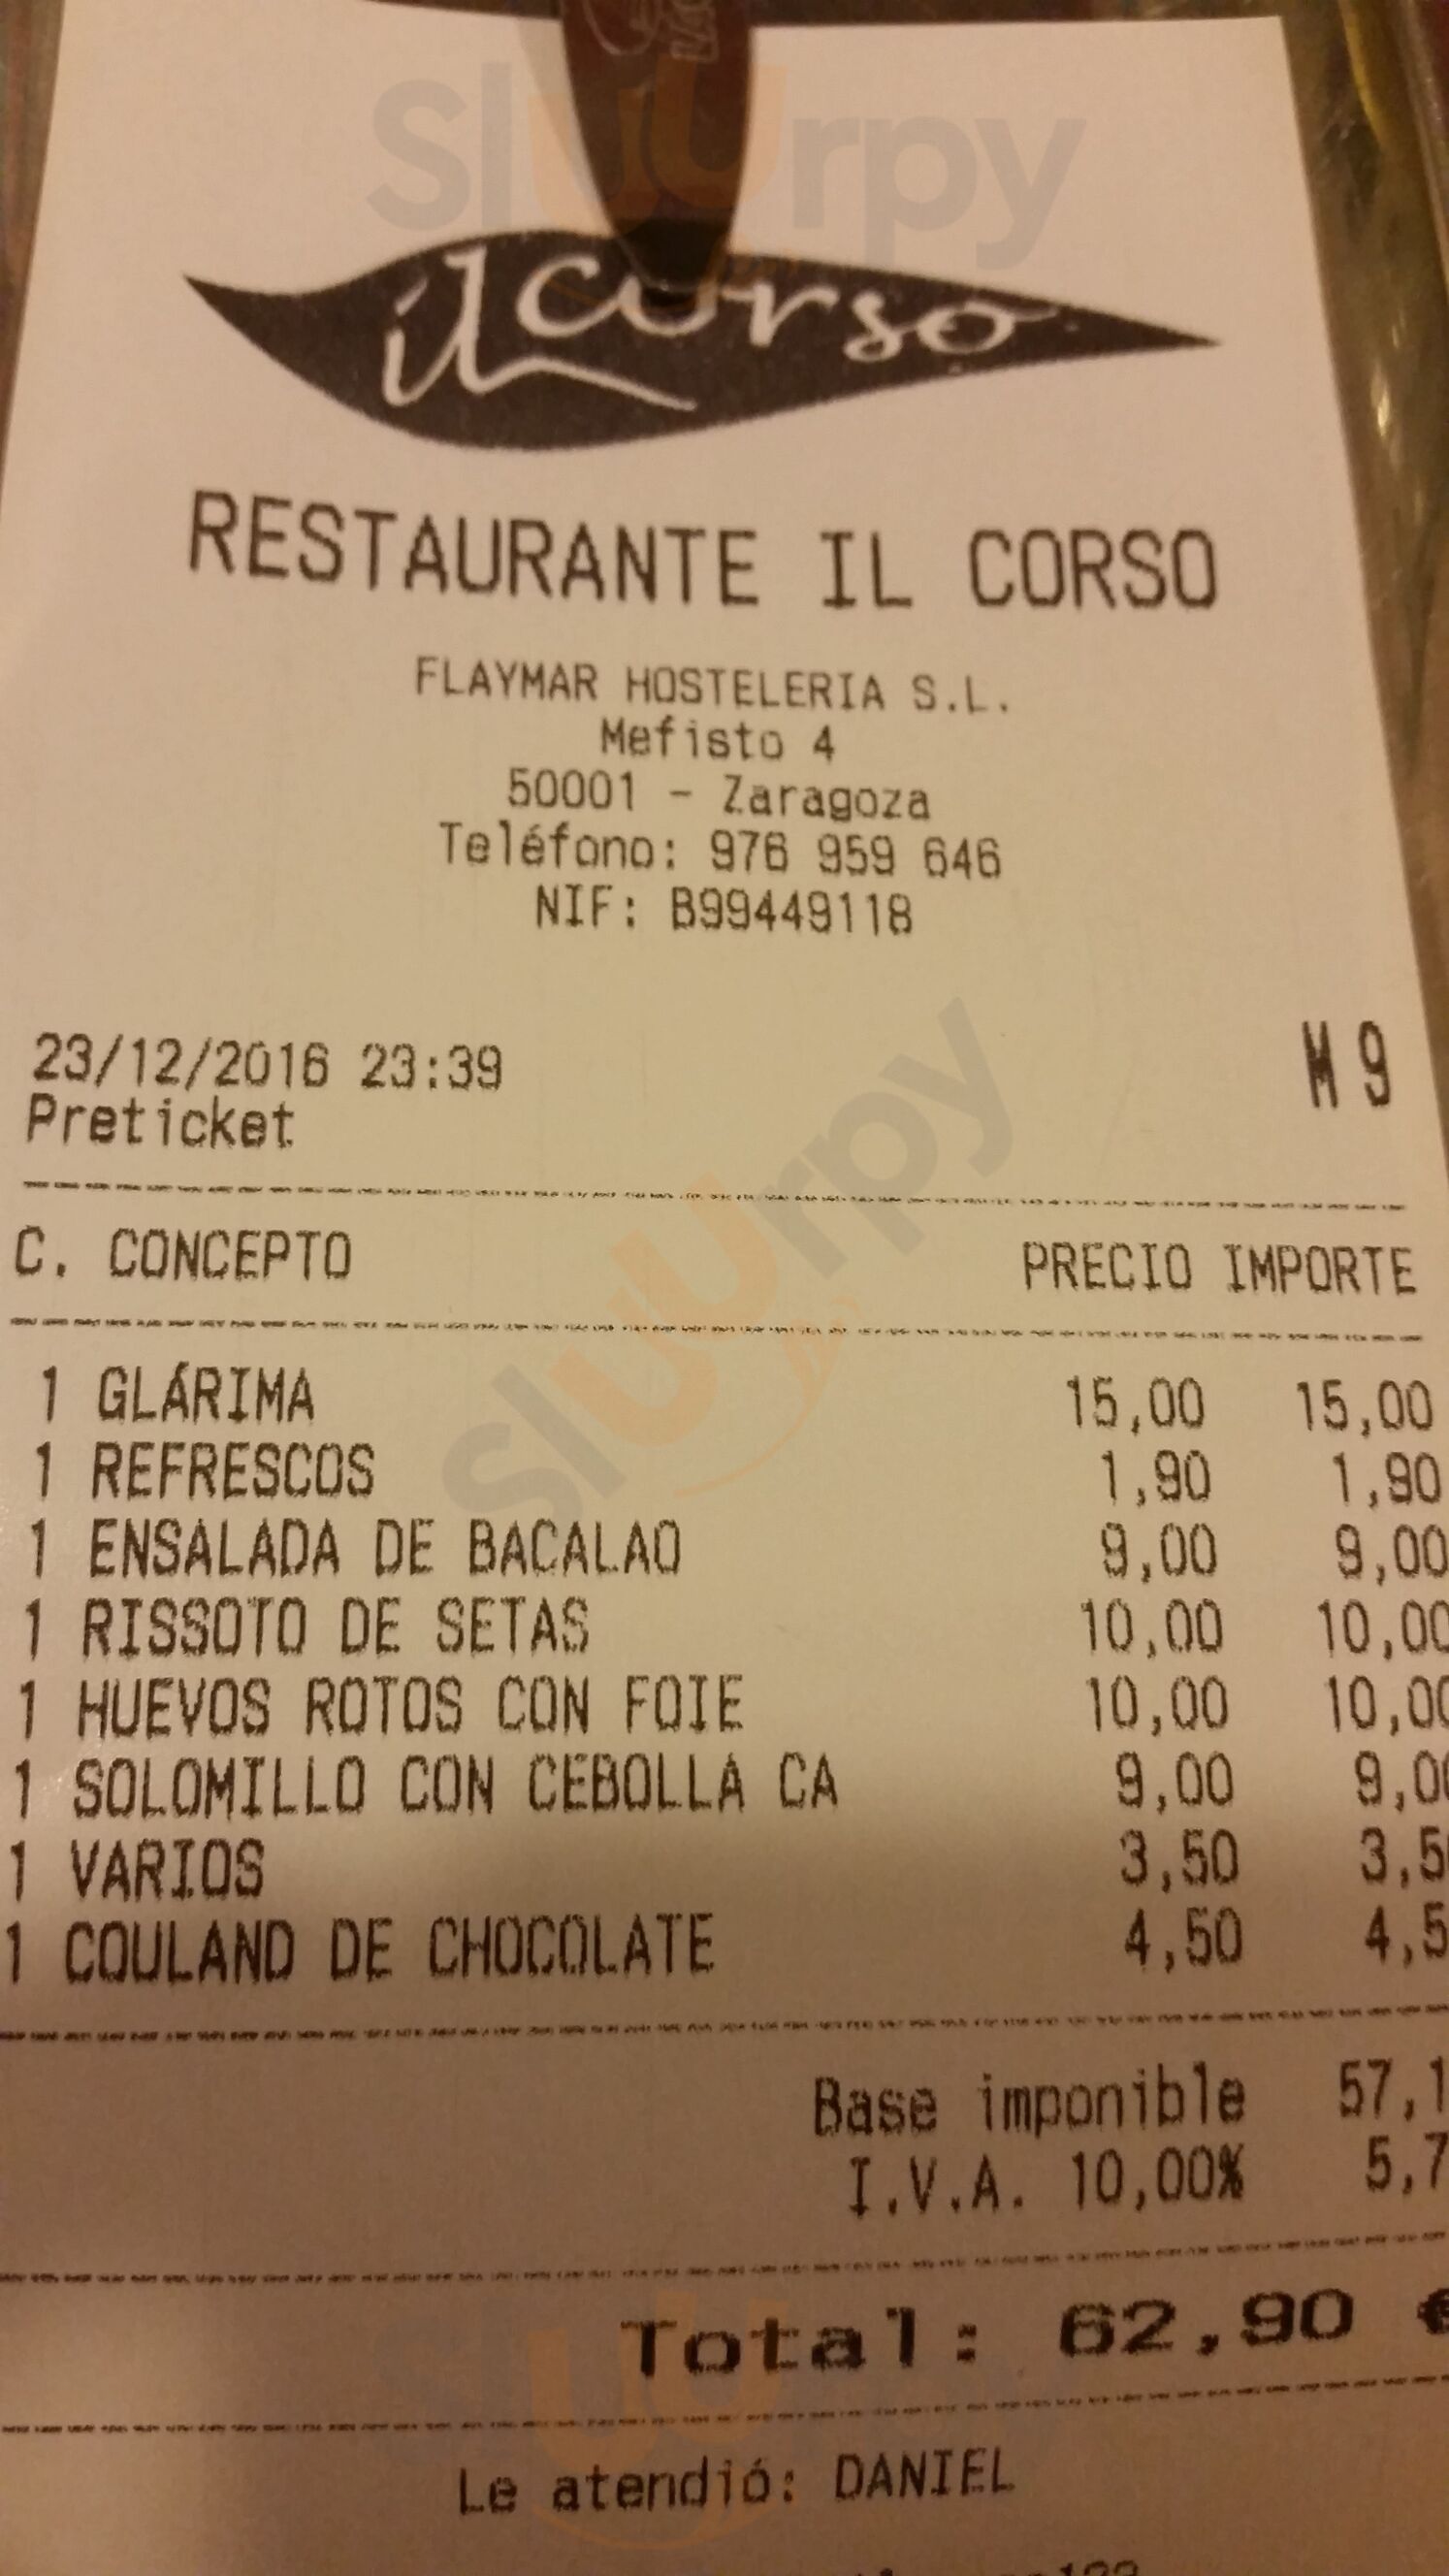 Sluurpy
il Corso
RESTAURANTE IL CORSO
FLAYMAR HOSTELERIA S.L.
Mefisto 4
50001 - Zaragoza
Teléfono: 976 959 646
NIF: B99449118
23/12/2016 23:39 M 9
Preticket
Sluurpy
C. CONCEPTO PRECIO IMPORTE
1 GLÁRIMA 15,00 15,00
1 REFRESCOS 1,90 1,90
1 ENSALADA DE BACALAO 9,00 9,00
1 RISSOTO DE SETAS 10,00 10,00
1 HUEVOS ROTOS CON FOIE 10,00 10,00
1 SOLOMILLO CON CEBOLLA CA 9,00 9,00
1 VARIOS 3,50 3,5
1 COULAND DE CHOCOLATE 4,50 4,5
Base imponible 57,1
I.V.A. 10,00% 5,7
Total: 62,90 €
Le atendió: DANIEL